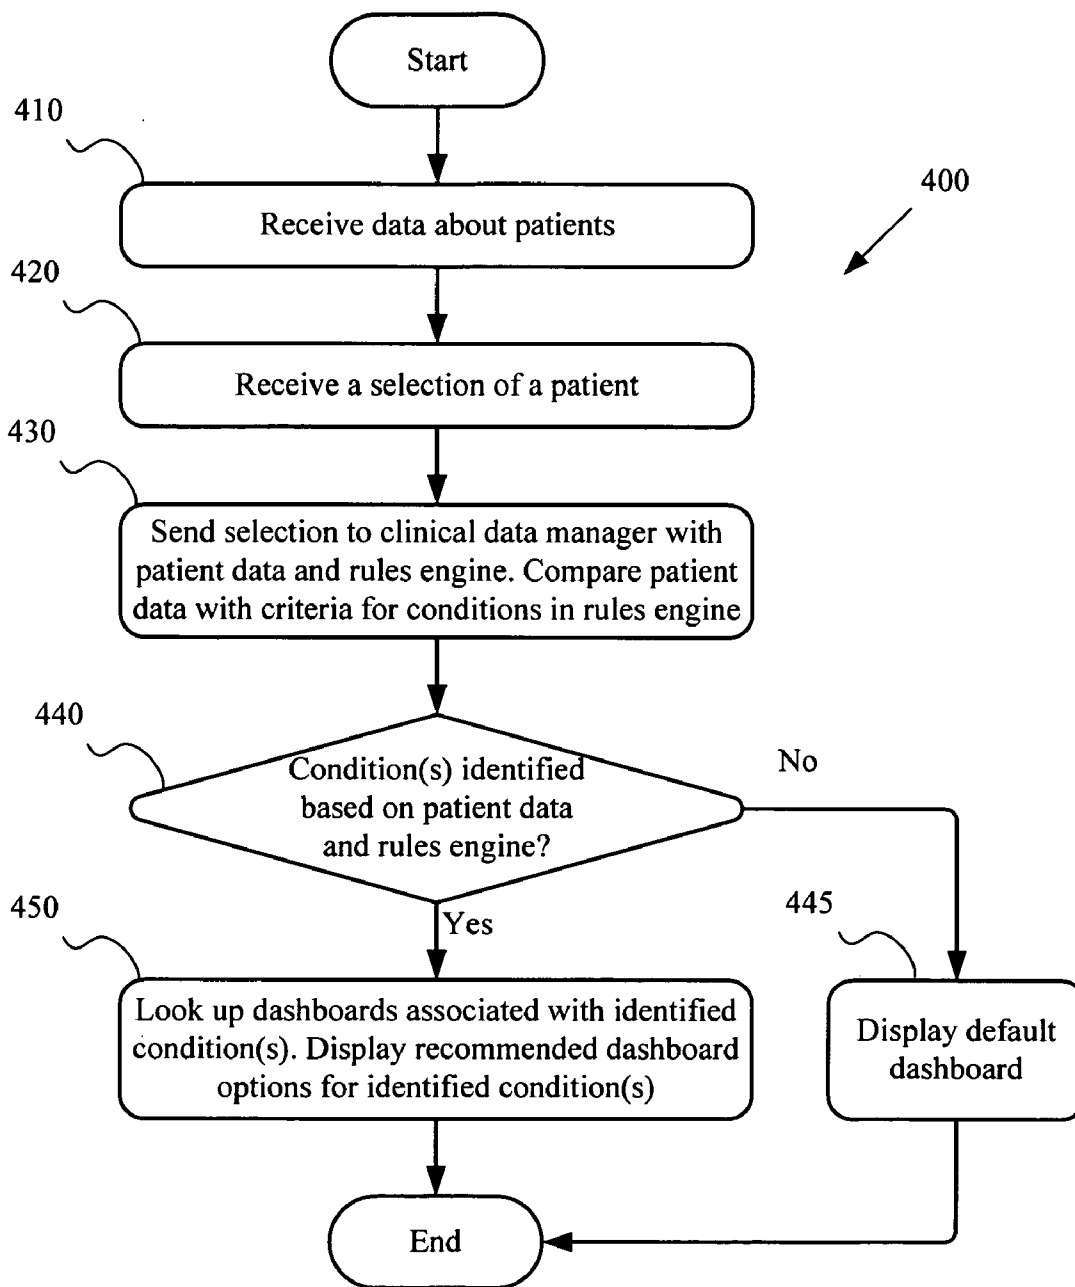 Start
410
400
Receive data about patients
420
Receive a selection of a patient
430
Send selection to clinical data manager with
patient data and rules engine. Compare patient
data with criteria for conditions in rules engine
440
Condition(s) identified
based on patient data
and rules engine?
No
Yes
450
445
Look up dashboards associated with identified
condition(s). Display recommended dashboard
options for identified condition(s)
Display default
dashboard
End